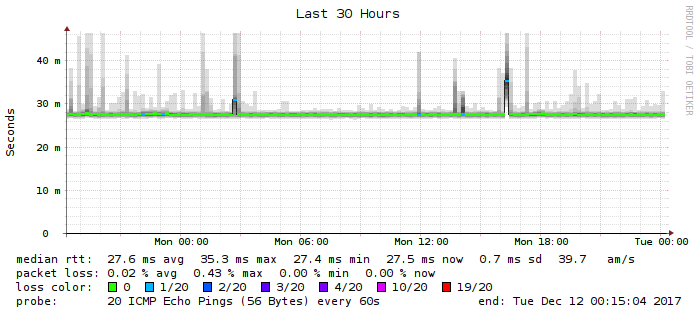 Last 30 Hours
RRDTOOL / TOBI OETIKER
Seconds
40 m
30 m
20 m
10 m
0
Mon 00:00 Mon 06:00 Mon 12:00 Mon 18:00 Tue 00:00
median rtt: 27.6 ms avg 35.3 ms max 27.4 ms min 27.5 ms now 0.7 ms sd 39.7 am/s
packet loss: 0.02 % avg 0.43 % max 0.00 % min 0.00 % now
loss color: 0 1/20 2/20 3/20 4/20 10/20 19/20
probe: 20 ICMP Echo Pings (56 Bytes) every 60s end: Tue Dec 12 00:15:04 2017